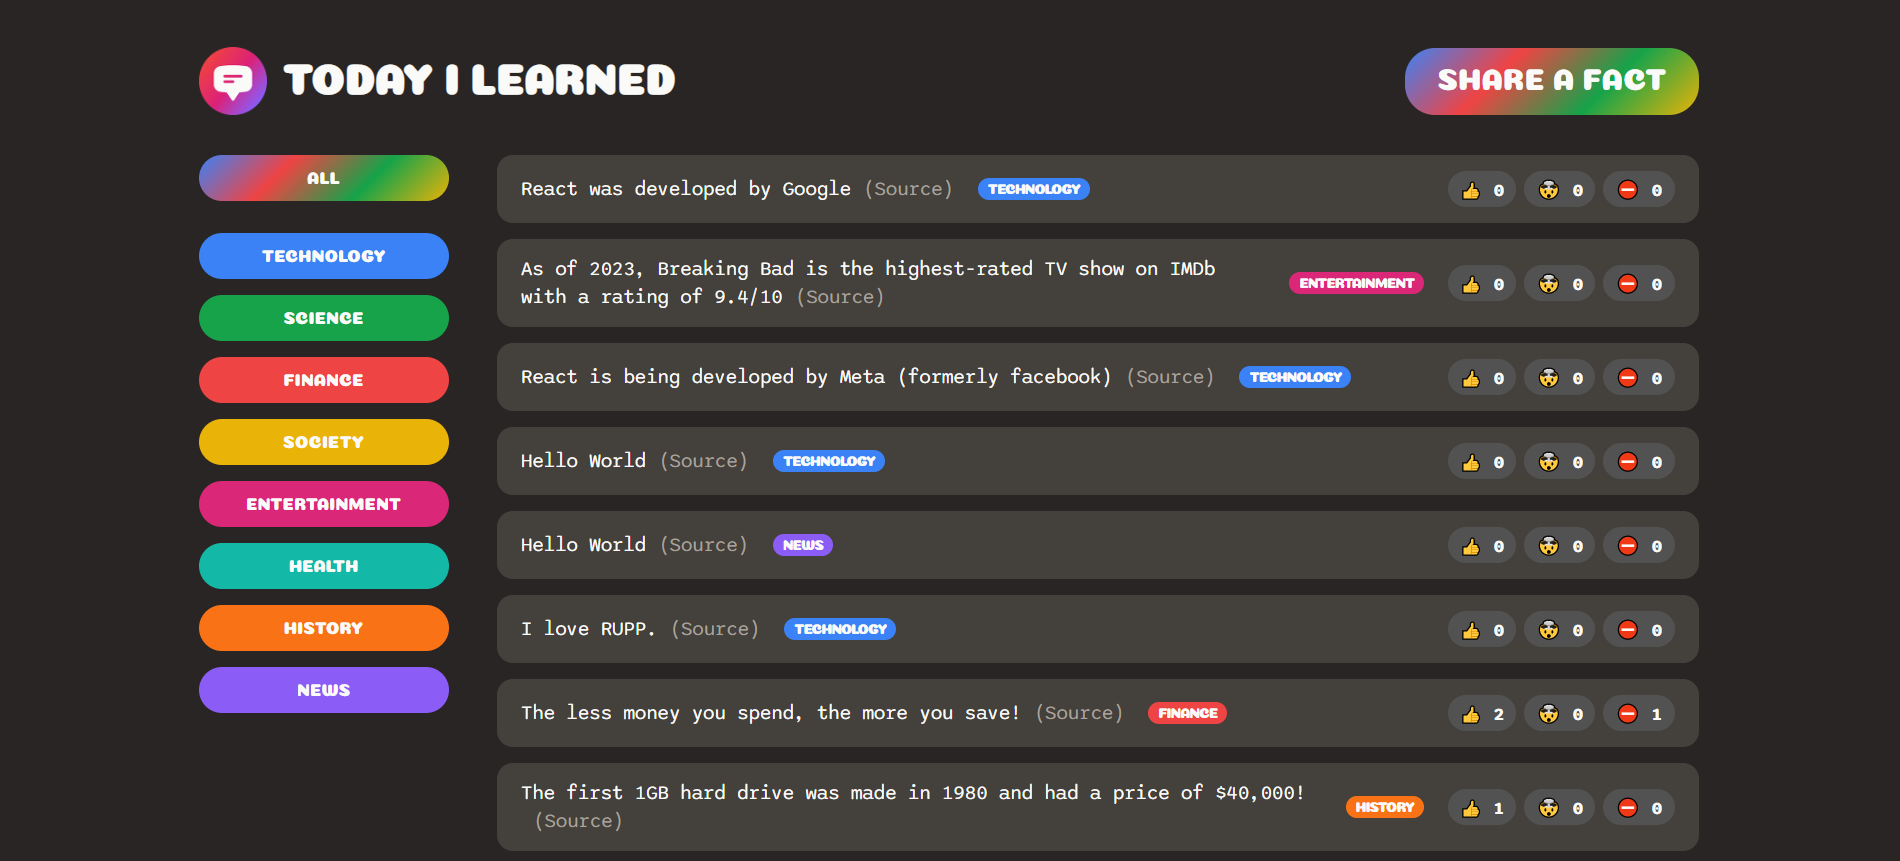 TODAY I LEARNED
SHARE A FACT
ALL
TECHNOLOGY
SCIENCE
FINANCE
SOCIETY
ENTERTAINMENT
HEALTH
HISTORY
NEWS
React was developed by Google (Source) TECHNOLOGY 0 0 0
As of 2023, Breaking Bad is the highest-rated TV show on IMDb
with a rating of 9.4/10 (Source) ENTERTAINMENT 0 0 0
React is being developed by Meta (formerly facebook) (Source) TECHNOLOGY 0 0 0
Hello World (Source) TECHNOLOGY 0 0 0
Hello World (Source) NEWS 0 0 0
I love RUPP. (Source) TECHNOLOGY 0 0 0
The less money you spend, the more you save! (Source) FINANCE 2 0 1
The first 1GB hard drive was made in 1980 and had a price of $40,000!
(Source) HISTORY 1 0 0